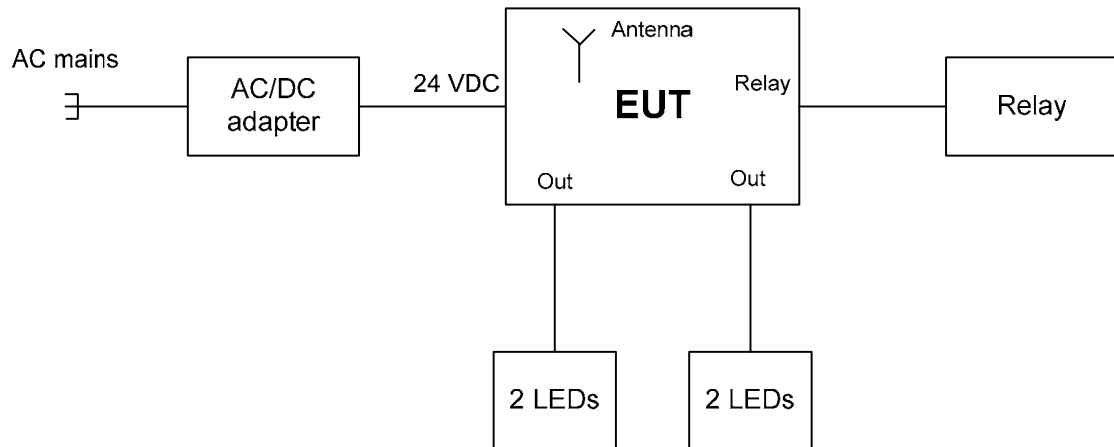 AC mains
AC/DC
adapter
24 VDC
Antenna
EUT
Relay
Out
Out
Relay
2 LEDs
2 LEDs